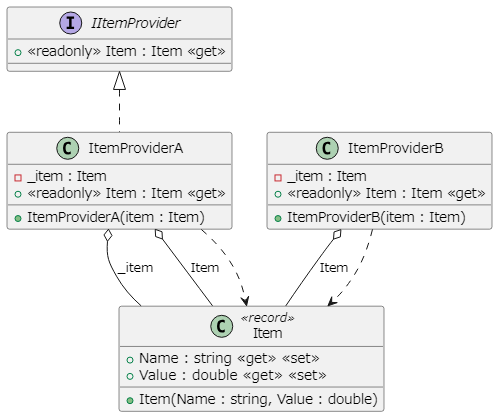 I IItemProvider
«readonly» Item : Item «get»
C ItemProviderA
_item : Item
«readonly» Item : Item «get»
ItemProviderA(item : Item)
C ItemProviderB
_item : Item
«readonly» Item : Item «get»
ItemProviderB(item : Item)
_item
Item
Item
C «record»
Item
Name : string «get» «set»
Value : double «get» «set»
Item(Name : string, Value : double)